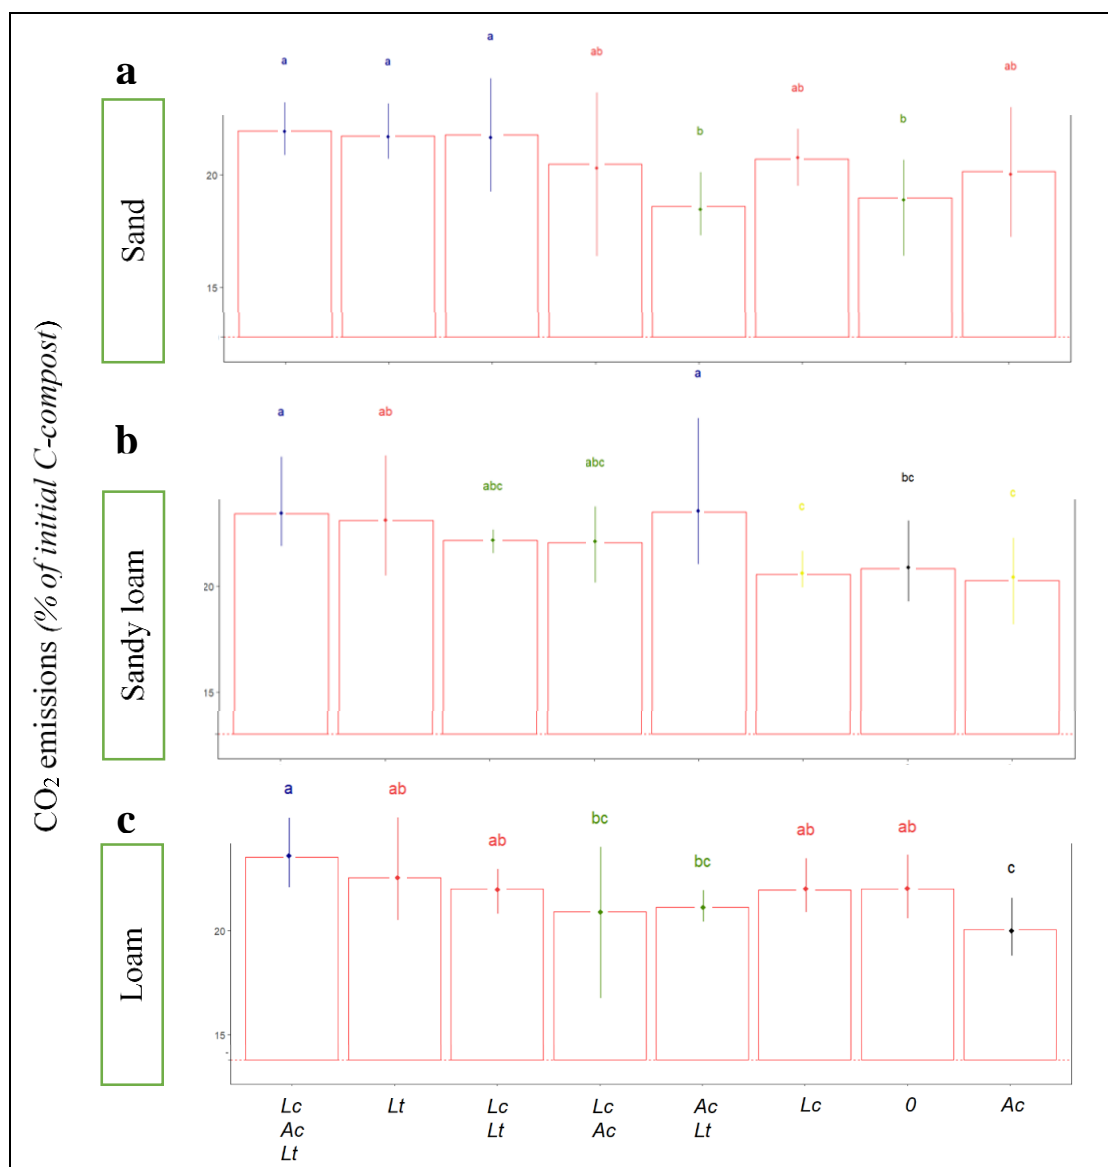 a
Sand
a a a ab b ab b ab
20
15
CO₂ emissions (% of initial C-compost)
b
Sandy loam
a ab abc abc a c bc c
20
15
c
Loam
a ab ab bc bc ab ab c
20
15
Lc Lt Lc Lc Ac Lc 0 Ac
Ac Lt Ac Lt
Lt